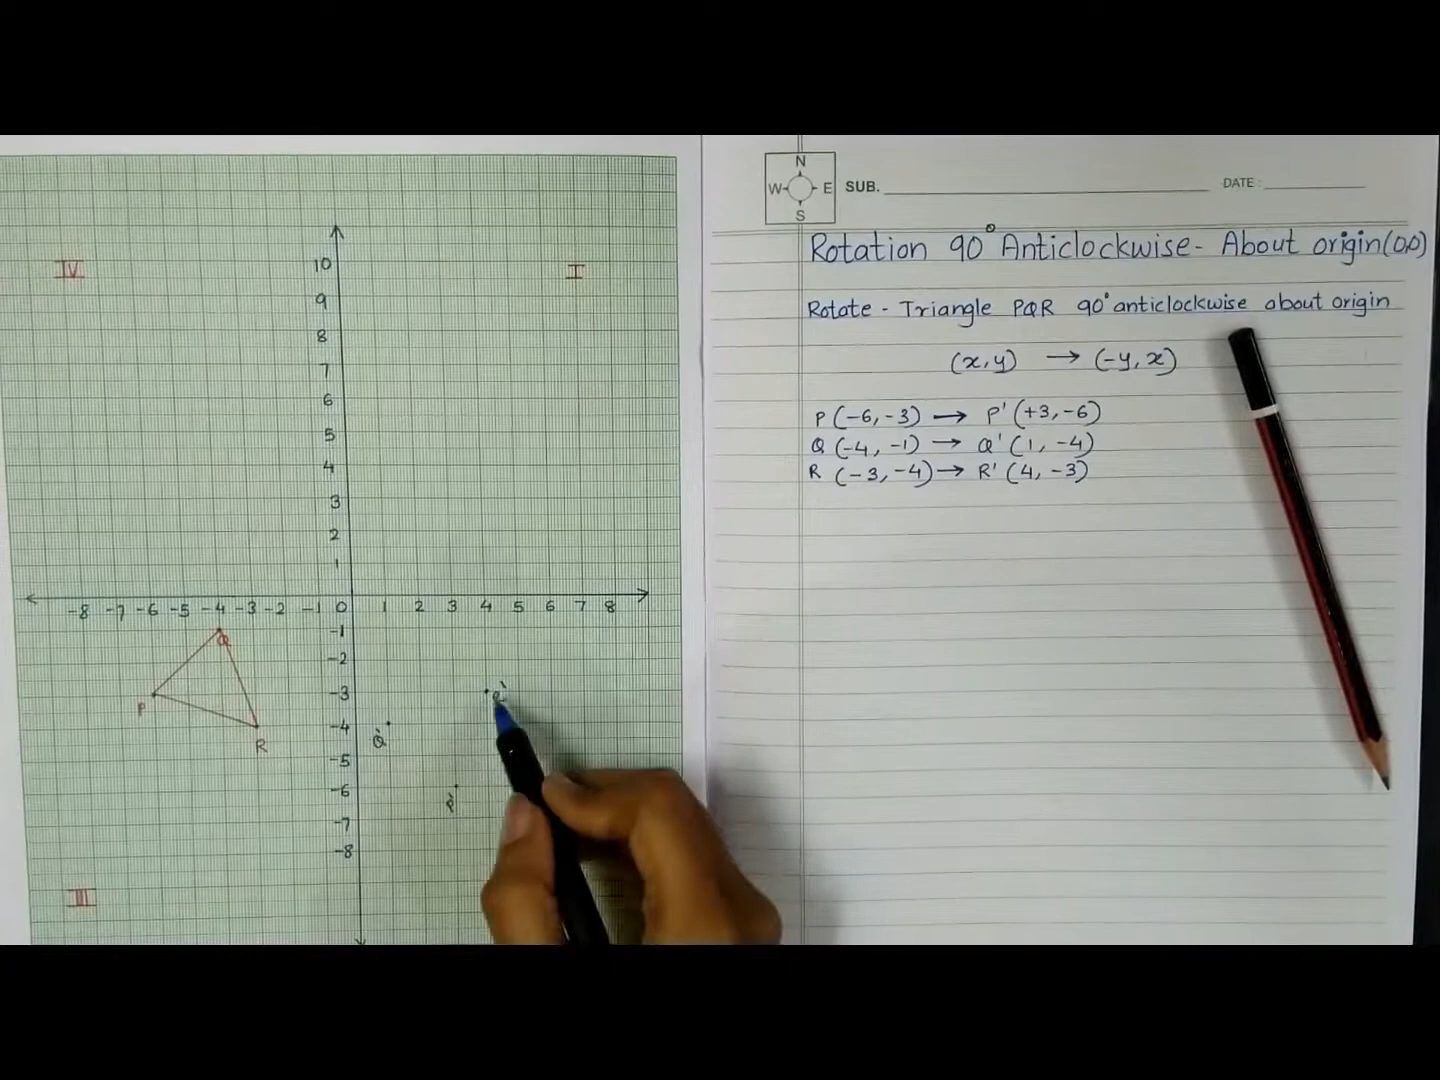 IV
I
10
9
8
7
6
5
4
3
2
1
-8 -7 -6 -5 -4 -3 -2 -1 0 1 2 3 4 5 6 7 8
-1
-2
-3
-4
-5
-6
-7
-8
Q
P
R
R'
Q'
P'
III
N
W E
S
SUB.
DATE :
Rotation 90° Anticlockwise - About origin(0,0)
Rotate - Triangle PQR 90° anticlockwise about origin
(x,y) → (-y, x)
P (-6, -3) → P' (+3, -6)
Q (-4, -1) → Q' (1, -4)
R (-3, -4) → R' (4, -3)